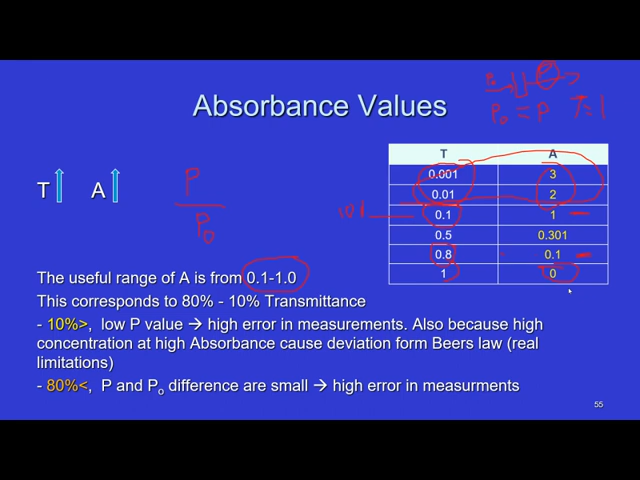 Absorbance Values
P₀ = P T=1
T A
P
P₀
T A
0.001 3
0.01 2
0.1 1
0.5 0.301
0.8 0.1
1 0
The useful range of A is from 0.1-1.0
This corresponds to 80% - 10% Transmittance
- 10%>, low P value → high error in measurements. Also because high
concentration at high Absorbance cause deviation form Beers law (real
limitations)
- 80%<, P and Po difference are small → high error in measurments
55